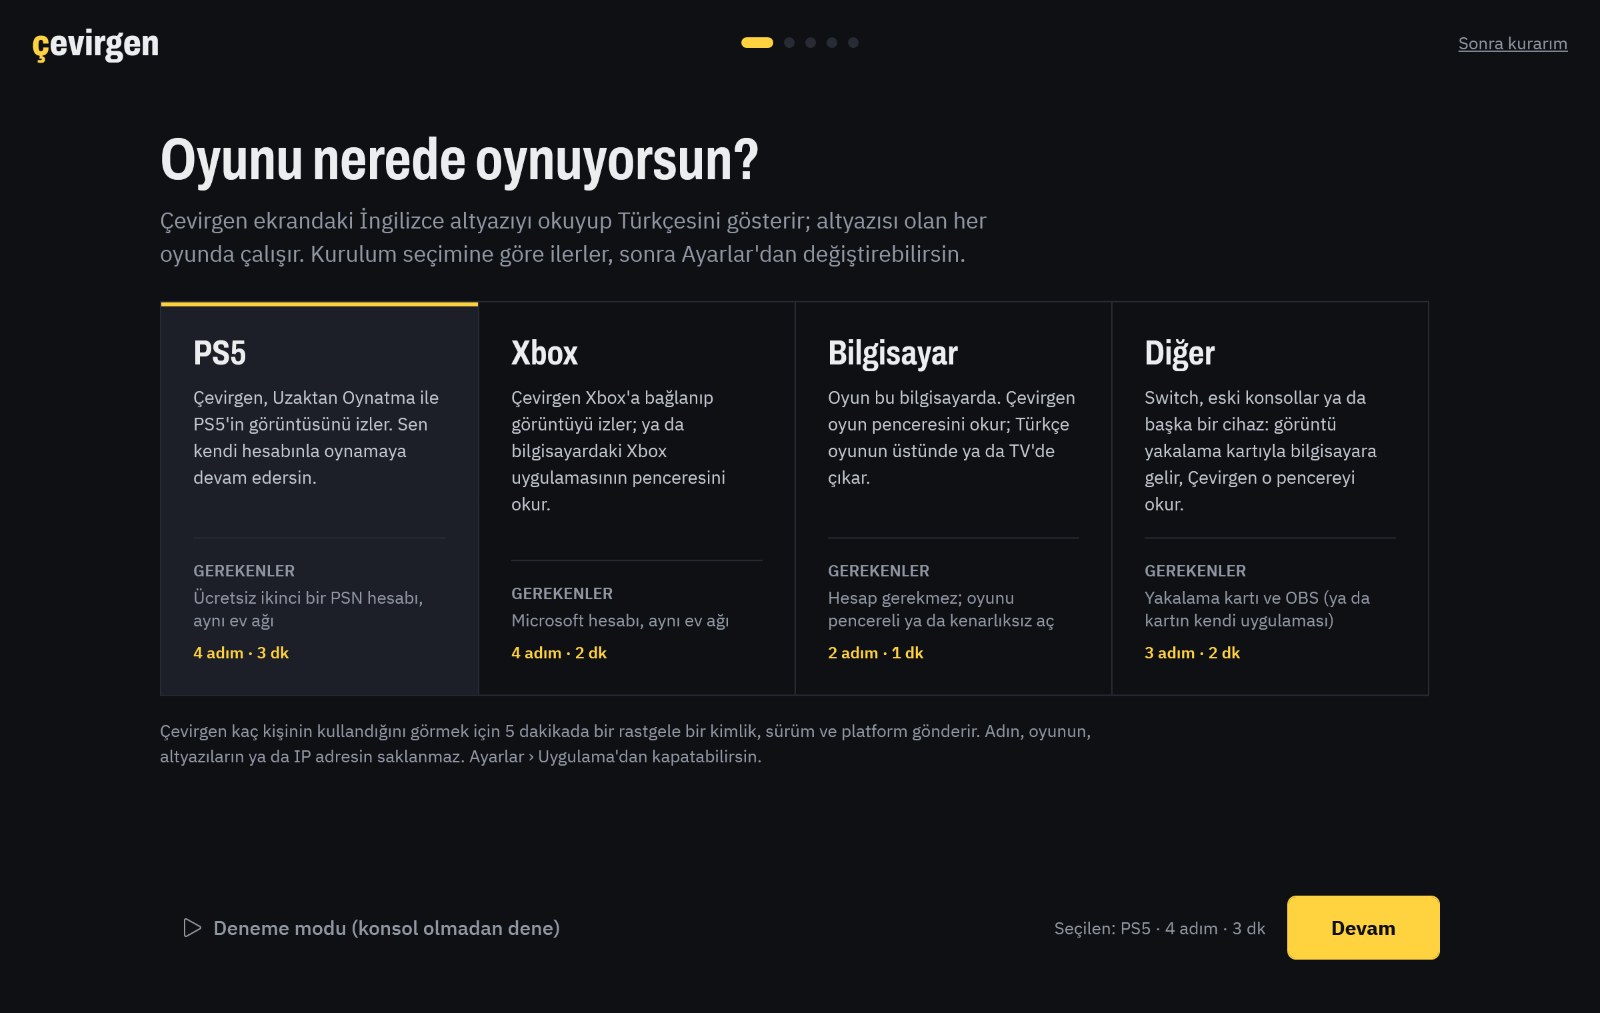 çevirgen
Sonra kurarım
Oyunu nerede oynuyorsun?
Çevirgen ekrandaki İngilizce altyazıyı okuyup Türkçesini gösterir; altyazısı olan her
oyunda çalışır. Kurulum seçimine göre ilerler, sonra Ayarlar'dan değiştirebilirsin.
PS5
Çevirgen, Uzaktan Oynatma ile
PS5'in görüntüsünü izler. Sen
kendi hesabınla oynamaya
devam edersin.
GEREKENLER
Ücretsiz ikinci bir PSN hesabı,
aynı ev ağı
4 adım · 3 dk
Xbox
Çevirgen Xbox'a bağlanıp
görüntüyü izler; ya da
bilgisayardaki Xbox
uygulamasının penceresini
okur.
GEREKENLER
Microsoft hesabı, aynı ev ağı
4 adım · 2 dk
Bilgisayar
Oyun bu bilgisayarda. Çevirgen
oyun penceresini okur; Türkçe
oyunun üstünde ya da TV'de
çıkar.
GEREKENLER
Hesap gerekmez; oyunu
pencereli ya da kenarlıksız aç
2 adım · 1 dk
Diğer
Switch, eski konsollar ya da
başka bir cihaz: görüntü
yakalama kartıyla bilgisayara
gelir, Çevirgen o pencereyi
okur.
GEREKENLER
Yakalama kartı ve OBS (ya da
kartın kendi uygulaması)
3 adım · 2 dk
Çevirgen kaç kişinin kullandığını görmek için 5 dakikada bir rastgele bir kimlik, sürüm ve platform gönderir. Adın, oyunun,
altyazıların ya da IP adresin saklanmaz. Ayarlar › Uygulama'dan kapatabilirsin.
Deneme modu (konsol olmadan dene)
Seçilen: PS5 · 4 adım · 3 dk
Devam